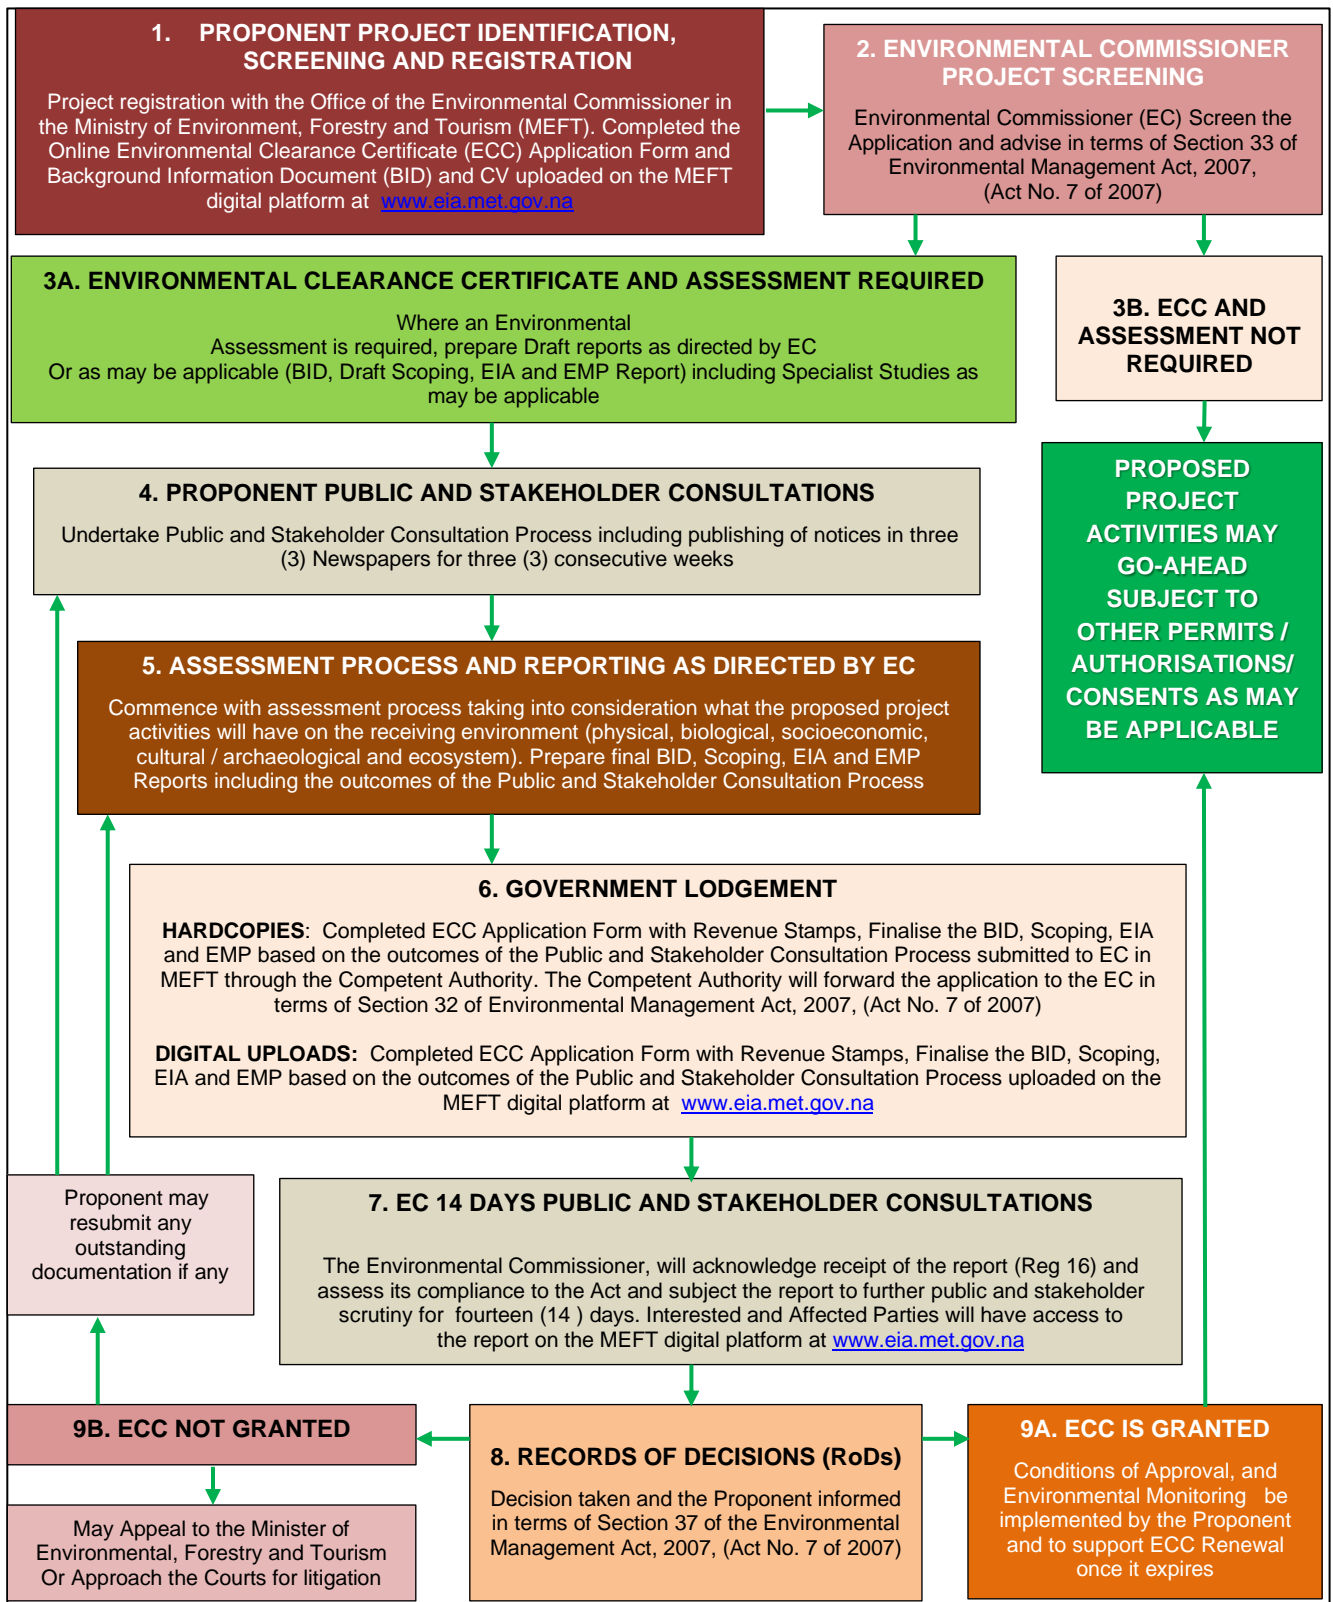 1. PROPONENT PROJECT IDENTIFICATION,
SCREENING AND REGISTRATION
Project registration with the Office of the Environmental Commissioner in
the Ministry of Environment, Forestry and Tourism (MEFT). Completed the
Online Environmental Clearance Certificate (ECC) Application Form and
Background Information Document (BID) and CV uploaded on the MEFT
digital platform at www.eia.met.gov.na
2. ENVIRONMENTAL COMMISSIONER
PROJECT SCREENING
Environmental Commissioner (EC) Screen the
Application and advise in terms of Section 33 of
Environmental Management Act, 2007,
(Act No. 7 of 2007)
3A. ENVIRONMENTAL CLEARANCE CERTIFICATE AND ASSESSMENT REQUIRED
Where an Environmental
Assessment is required, prepare Draft reports as directed by EC
Or as may be applicable (BID, Draft Scoping, EIA and EMP Report) including Specialist Studies as
may be applicable
3B. ECC AND
ASSESSMENT NOT
REQUIRED
4. PROPONENT PUBLIC AND STAKEHOLDER CONSULTATIONS
Undertake Public and Stakeholder Consultation Process including publishing of notices in three
(3) Newspapers for three (3) consecutive weeks
PROPOSED
PROJECT
ACTIVITIES MAY
GO-AHEAD
SUBJECT TO
OTHER PERMITS /
AUTHORISATIONS/
CONSENTS AS MAY
BE APPLICABLE
5. ASSESSMENT PROCESS AND REPORTING AS DIRECTED BY EC
Commence with assessment process taking into consideration what the proposed project
activities will have on the receiving environment (physical, biological, socioeconomic,
cultural / archaeological and ecosystem). Prepare final BID, Scoping, EIA and EMP
Reports including the outcomes of the Public and Stakeholder Consultation Process
6. GOVERNMENT LODGEMENT
HARDCOPIES: Completed ECC Application Form with Revenue Stamps, Finalise the BID, Scoping, EIA
and EMP based on the outcomes of the Public and Stakeholder Consultation Process submitted to EC in
MEFT through the Competent Authority. The Competent Authority will forward the application to the EC in
terms of Section 32 of Environmental Management Act, 2007, (Act No. 7 of 2007)
DIGITAL UPLOADS: Completed ECC Application Form with Revenue Stamps, Finalise the BID, Scoping,
EIA and EMP based on the outcomes of the Public and Stakeholder Consultation Process uploaded on the
MEFT digital platform at www.eia.met.gov.na
Proponent may
resubmit any
outstanding
documentation if any
7. EC 14 DAYS PUBLIC AND STAKEHOLDER CONSULTATIONS
The Environmental Commissioner, will acknowledge receipt of the report (Reg 16) and
assess its compliance to the Act and subject the report to further public and stakeholder
scrutiny for fourteen (14 ) days. Interested and Affected Parties will have access to
the report on the MEFT digital platform at www.eia.met.gov.na
9B. ECC NOT GRANTED
May Appeal to the Minister of
Environmental, Forestry and Tourism
Or Approach the Courts for litigation
8. RECORDS OF DECISIONS (RoDs)
Decision taken and the Proponent informed
in terms of Section 37 of the Environmental
Management Act, 2007, (Act No. 7 of 2007)
9A. ECC IS GRANTED
Conditions of Approval, and
Environmental Monitoring be
implemented by the Proponent
and to support ECC Renewal
once it expires